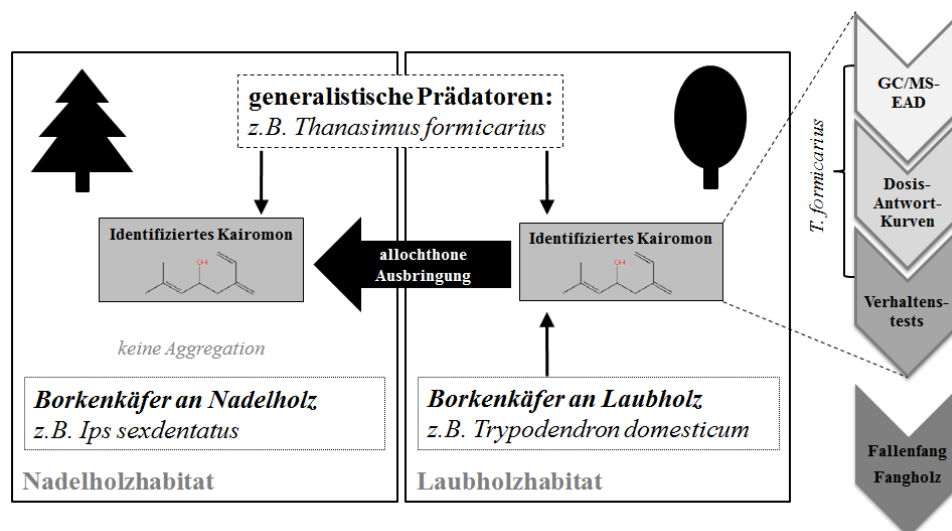 generalistische Prädatoren:
z.B. Thanasimus formicarius
Identifiziertes Kairomon
OH
keine Aggregation
Borkenkäfer an Nadelholz
z.B. Ips sexdentatus
Nadelholzhabitat
allochthone
Ausbringung
Identifiziertes Kairomon
OH
Borkenkäfer an Laubholz
z.B. Trypodendron domesticum
Laubholzhabitat
T. formicarius
GC/MS-
EAD
Dosis-
Antwort-
Kurven
Verhaltens-
tests
Fallenfang
Fangholz